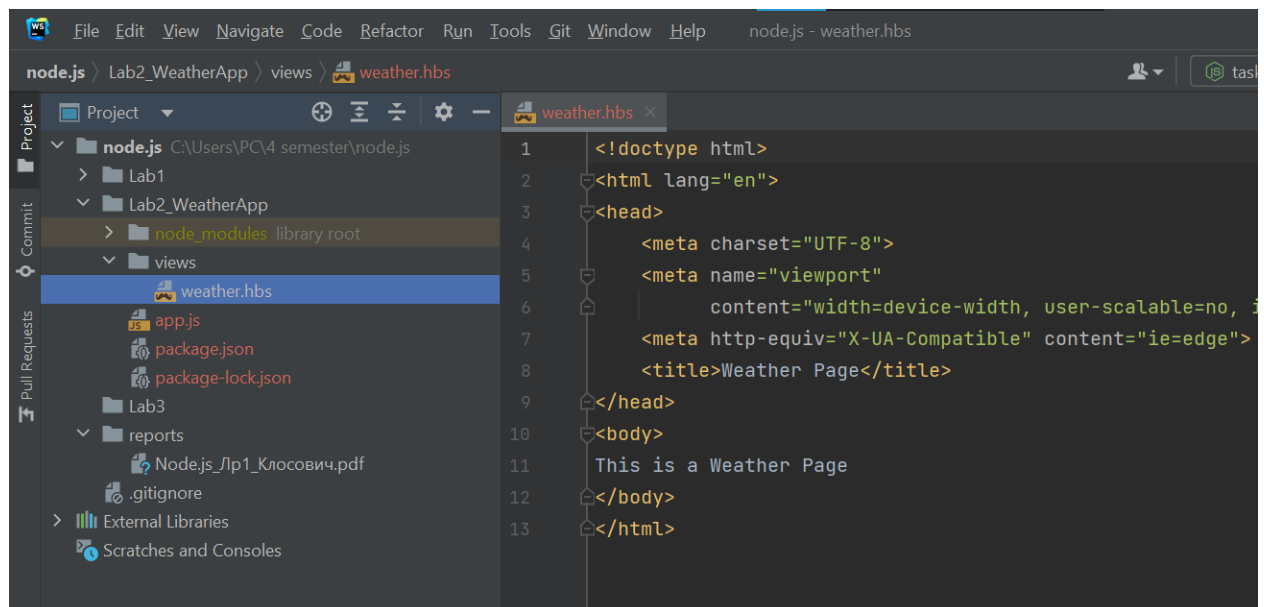 WS File Edit View Navigate Code Refactor Run Tools Git Window Help node.js - weather.hbs
node.js Lab2_WeatherApp views weather.hbs JS
Project weather.hbs
Project
Commit
Pull Requests
node.js C:\Users\PC\4 semester\node.js
Lab1
Lab2_WeatherApp
node_modules library root
views
weather.hbs
JS app.js
package.json
package-lock.json
Lab3
reports
Node.js_Лр1_Клосович.pdf
.gitignore
External Libraries
Scratches and Consoles
1 <!doctype html>
2 <html lang="en">
3 <head>
4 <meta charset="UTF-8">
5 <meta name="viewport"
6 content="width=device-width, user-scalable=no,
7 <meta http-equiv="X-UA-Compatible" content="ie=edge">
8 <title>Weather Page</title>
9 </head>
10 <body>
11 This is a Weather Page
12 </body>
13 </html>